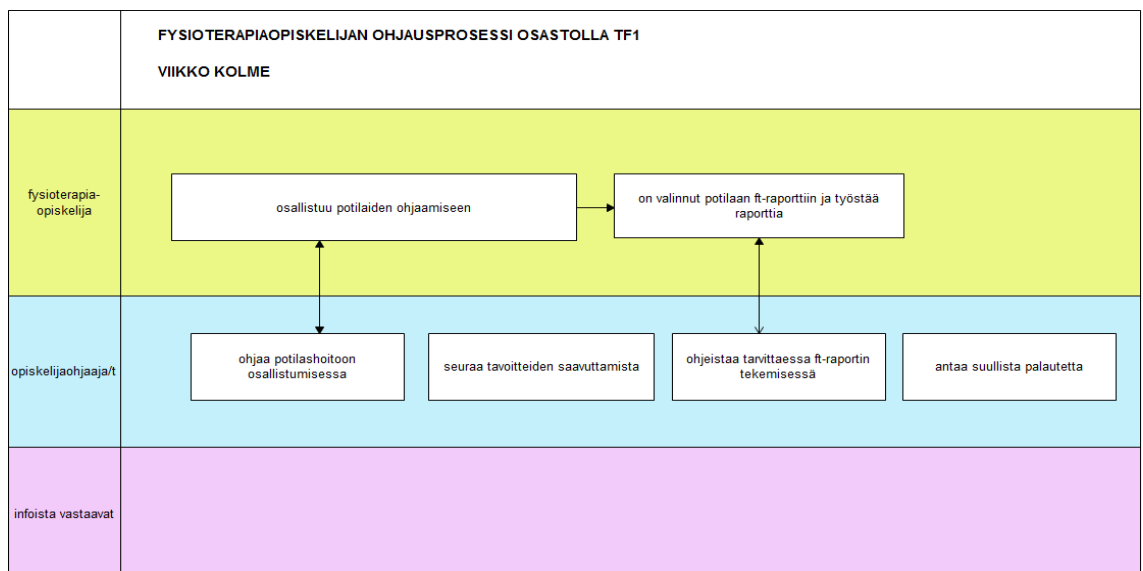 FYSIOTERAPIAOPISKELIJAN OHJAUSPROSESSI OSASTOLLA TF1
VIIKKO KOLME
fysioterapia-
opiskelija
osallistuu potilaiden ohjaamiseen
on valinnut potilaan ft-raporttiin ja työstää
raporttia
opiskelijaohjaaja/t
ohjaa potilashoitoon
osallistumisessa
seuraa tavoitteiden saavuttamista
ohjeistaa tarvittaessa ft-raportin
tekemisessä
antaa suullista palautetta
infoista vastaavat